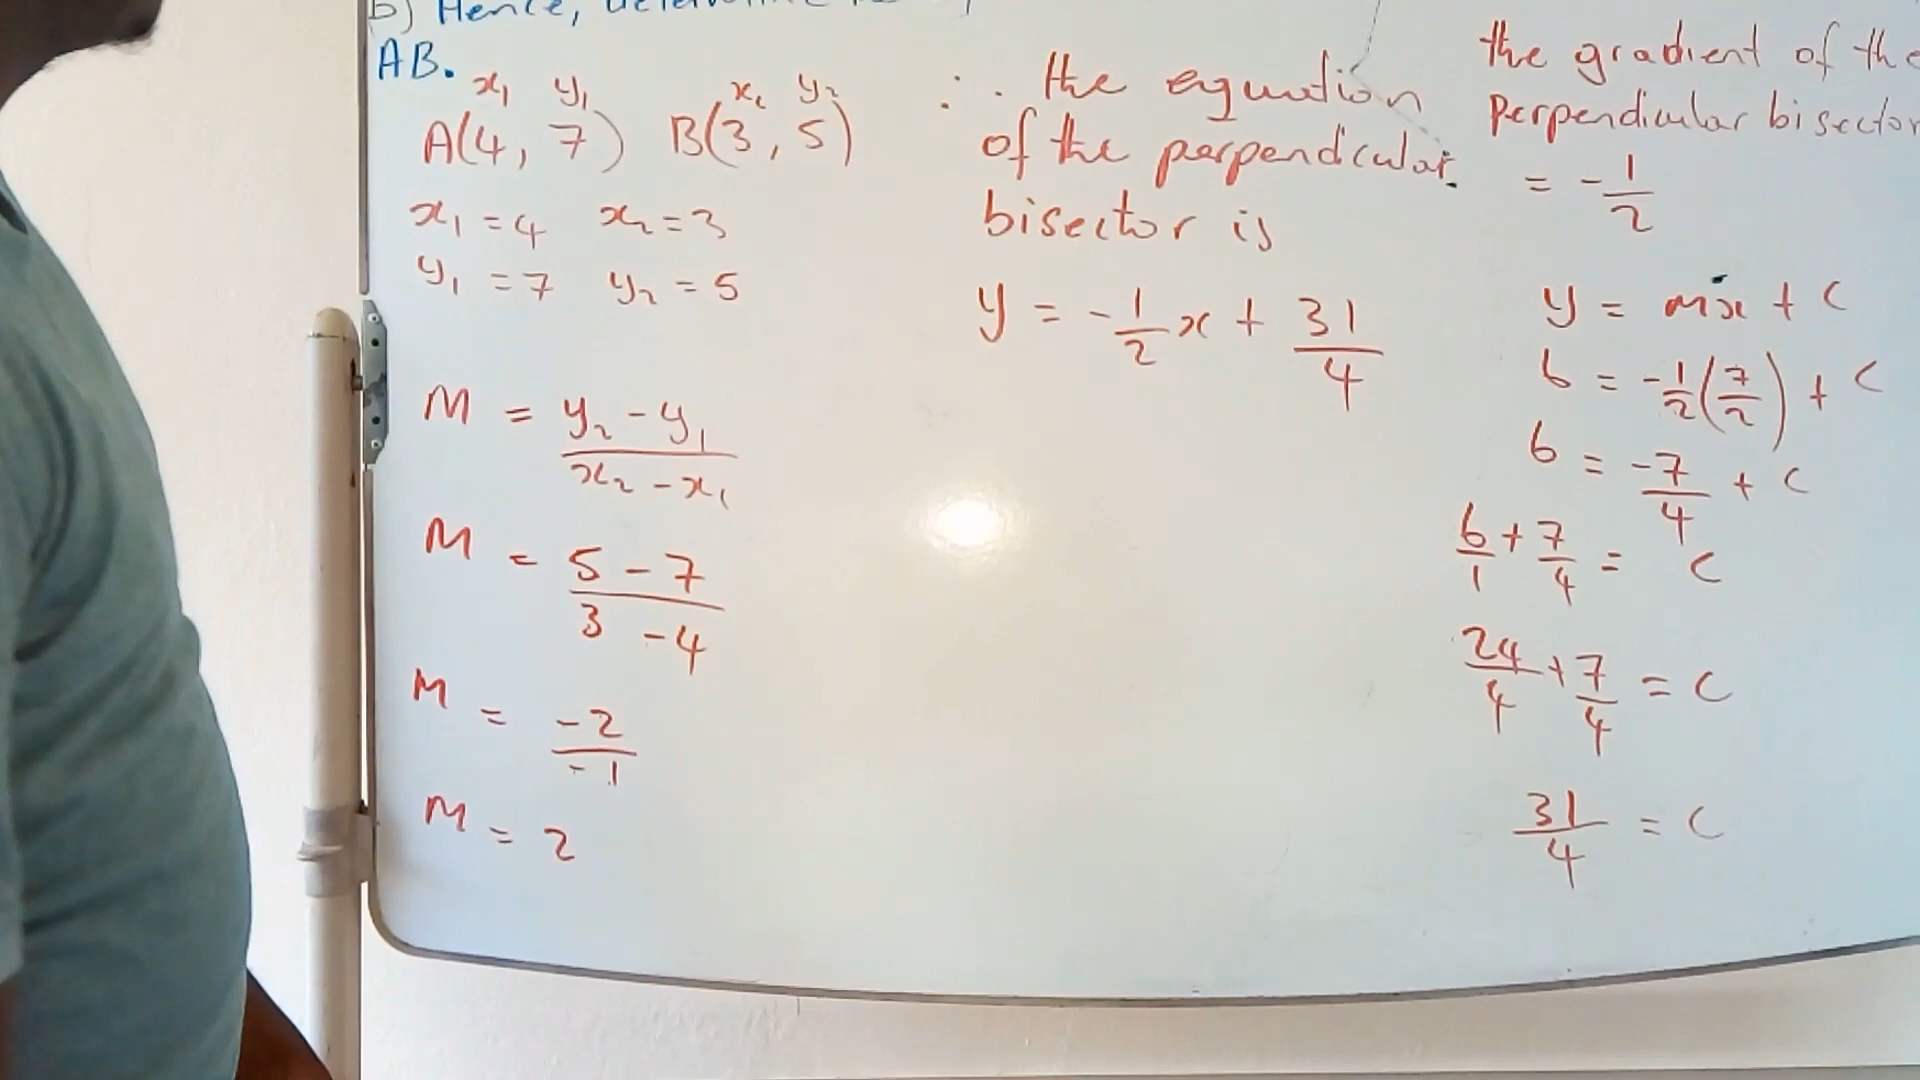 b) Hence,
AB.
x₁ y₁ x₂ y₂
A(4, 7) B(3, 5)
x₁ = 4 x₂ = 3
y₁ = 7 y₂ = 5
M = y₂ - y₁ / x₂ - x₁
M = 5 - 7 / 3 - 4
M = -2 / -1
M = 2
∴ the equation
of the perpendicular
bisector is
y = -1/2 x + 31/4
the gradient of the
Perpendicular bisector
= -1/2
y = mx + c
6 = -1/2 (7/2) + c
6 = -7/4 + c
6/1 + 7/4 = c
24/4 + 7/4 = c
31/4 = c